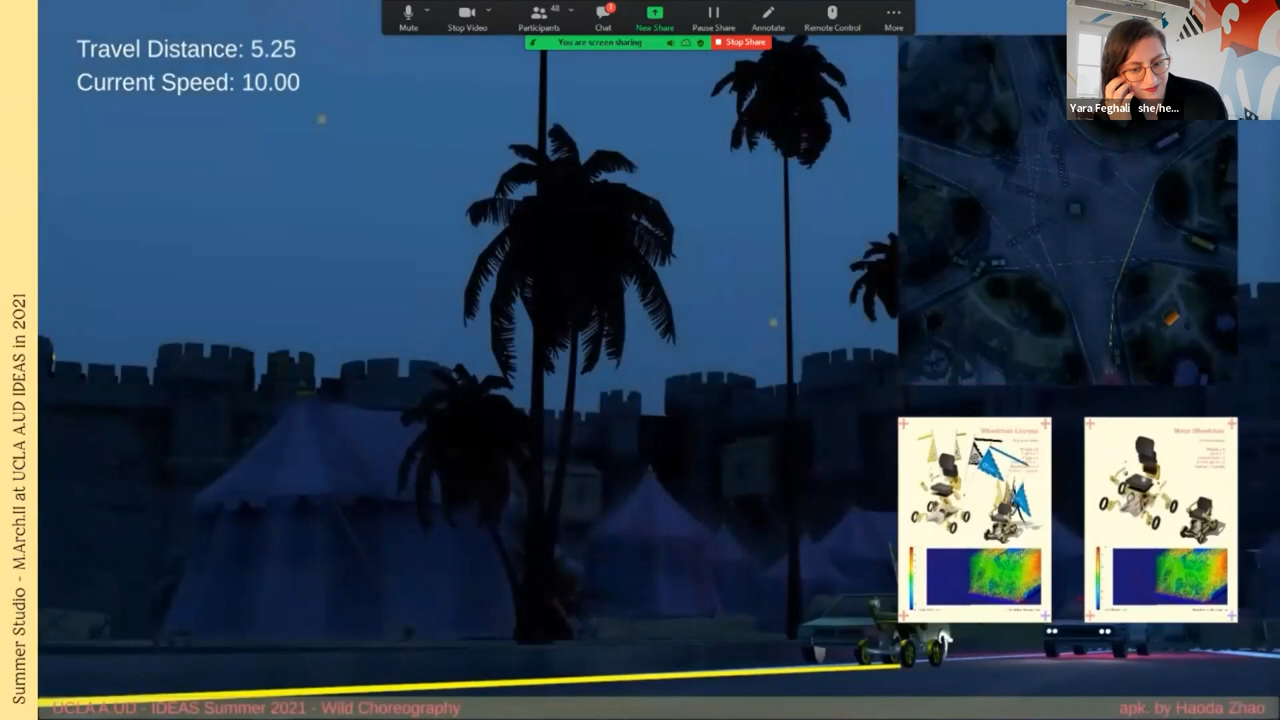 Mute
Stop Video
48
Participants
1
Chat
New Share
Pause Share
Annotate
Remote Control
More
You are screen sharing
Stop Share
Travel Distance: 5.25
Current Speed: 10.00
Yara Feghali she/he...
Summer Studio - M.Arch.II at UCLA AUD IDEAS in 2021
UCLA A.UD - IDEAS Summer 2021 - Wild Choreography
apk. by Haoda Zhao